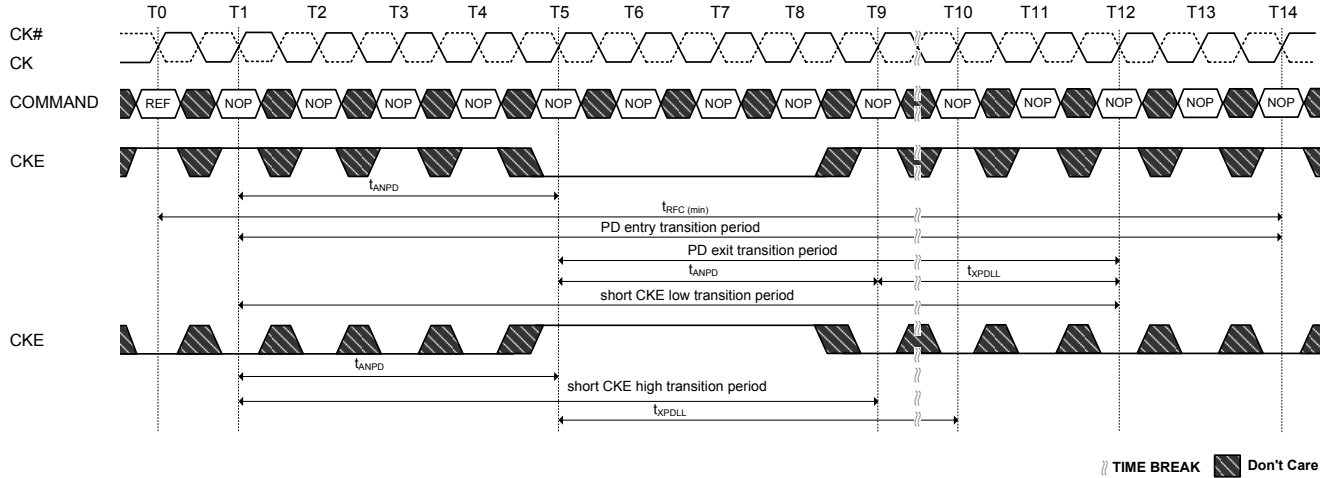 T0 T1 T2 T3 T4 T5 T6 T7 T8 T9 T10 T11 T12 T13 T14
CK#
CK
COMMAND REF NOP NOP NOP NOP NOP NOP NOP NOP NOP NOP NOP NOP NOP NOP
CKE
tANPD
tRFC (min)
PD entry transition period
PD exit transition period
tANPD tXPDLL
short CKE low transition period
CKE
tANPD
short CKE high transition period
tXPDLL
TIME BREAK Don't Care